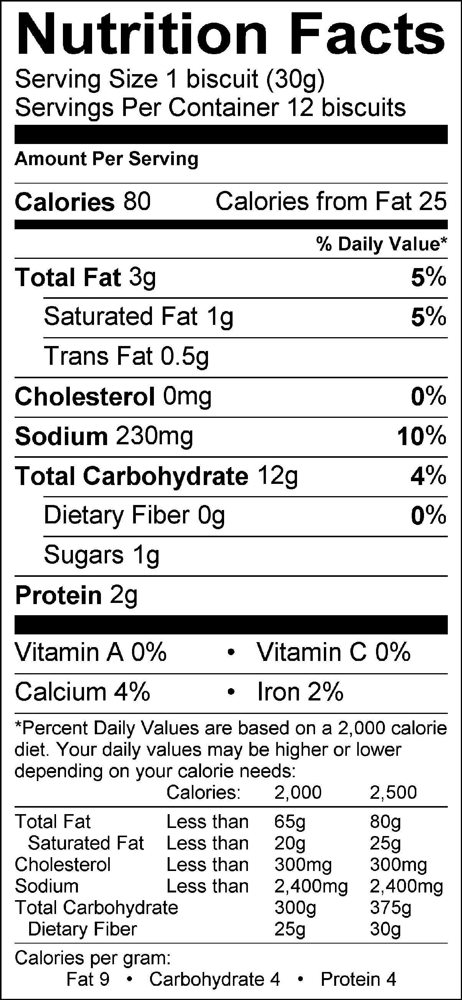 Nutrition Facts
Serving Size 1 biscuit (30g)
Servings Per Container 12 biscuits
Amount Per Serving
Calories 80 Calories from Fat 25
% Daily Value*
Total Fat 3g 5%
Saturated Fat 1g 5%
Trans Fat 0.5g
Cholesterol 0mg 0%
Sodium 230mg 10%
Total Carbohydrate 12g 4%
Dietary Fiber 0g 0%
Sugars 1g
Protein 2g
Vitamin A 0% • Vitamin C 0%
Calcium 4% • Iron 2%
*Percent Daily Values are based on a 2,000 calorie
diet. Your daily values may be higher or lower
depending on your calorie needs:
Calories: 2,000 2,500
Total Fat Less than 65g 80g
Saturated Fat Less than 20g 25g
Cholesterol Less than 300mg 300mg
Sodium Less than 2,400mg 2,400mg
Total Carbohydrate 300g 375g
Dietary Fiber 25g 30g
Calories per gram:
Fat 9 • Carbohydrate 4 • Protein 4